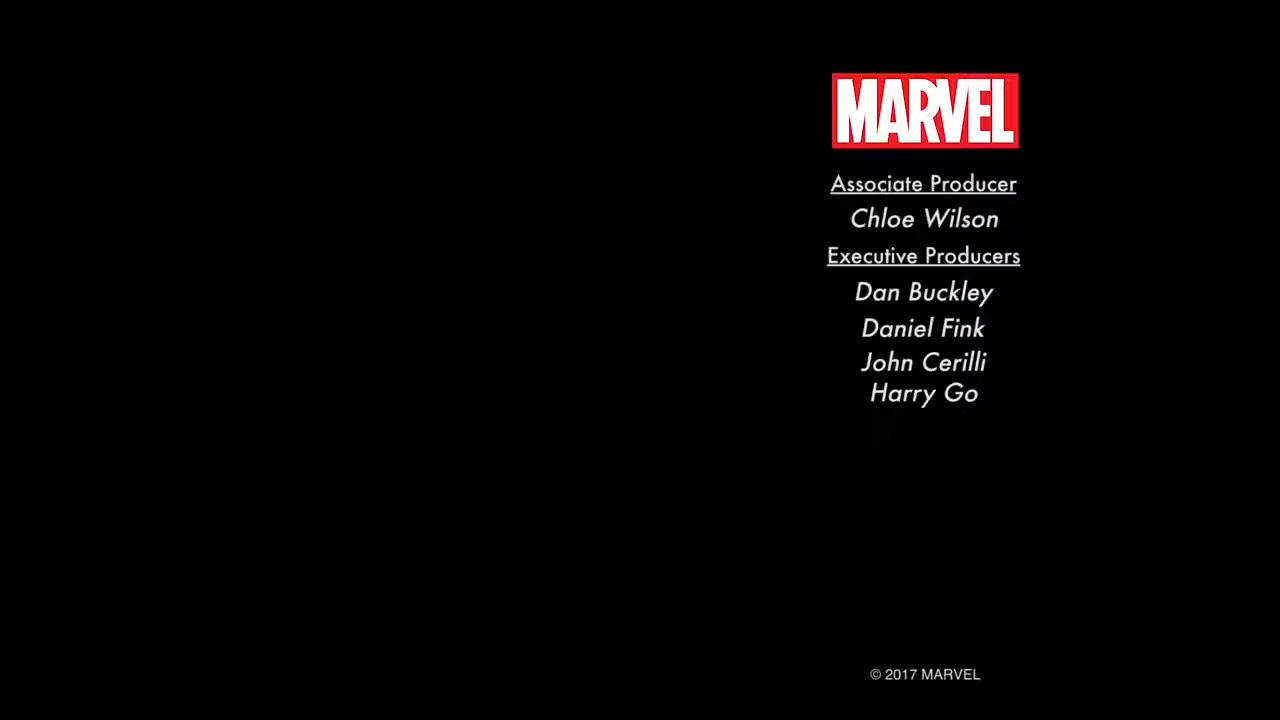 MARVEL
Associate Producer
Chloe Wilson
Executive Producers
Dan Buckley
Daniel Fink
John Cerilli
Harry Go
© 2017 MARVEL